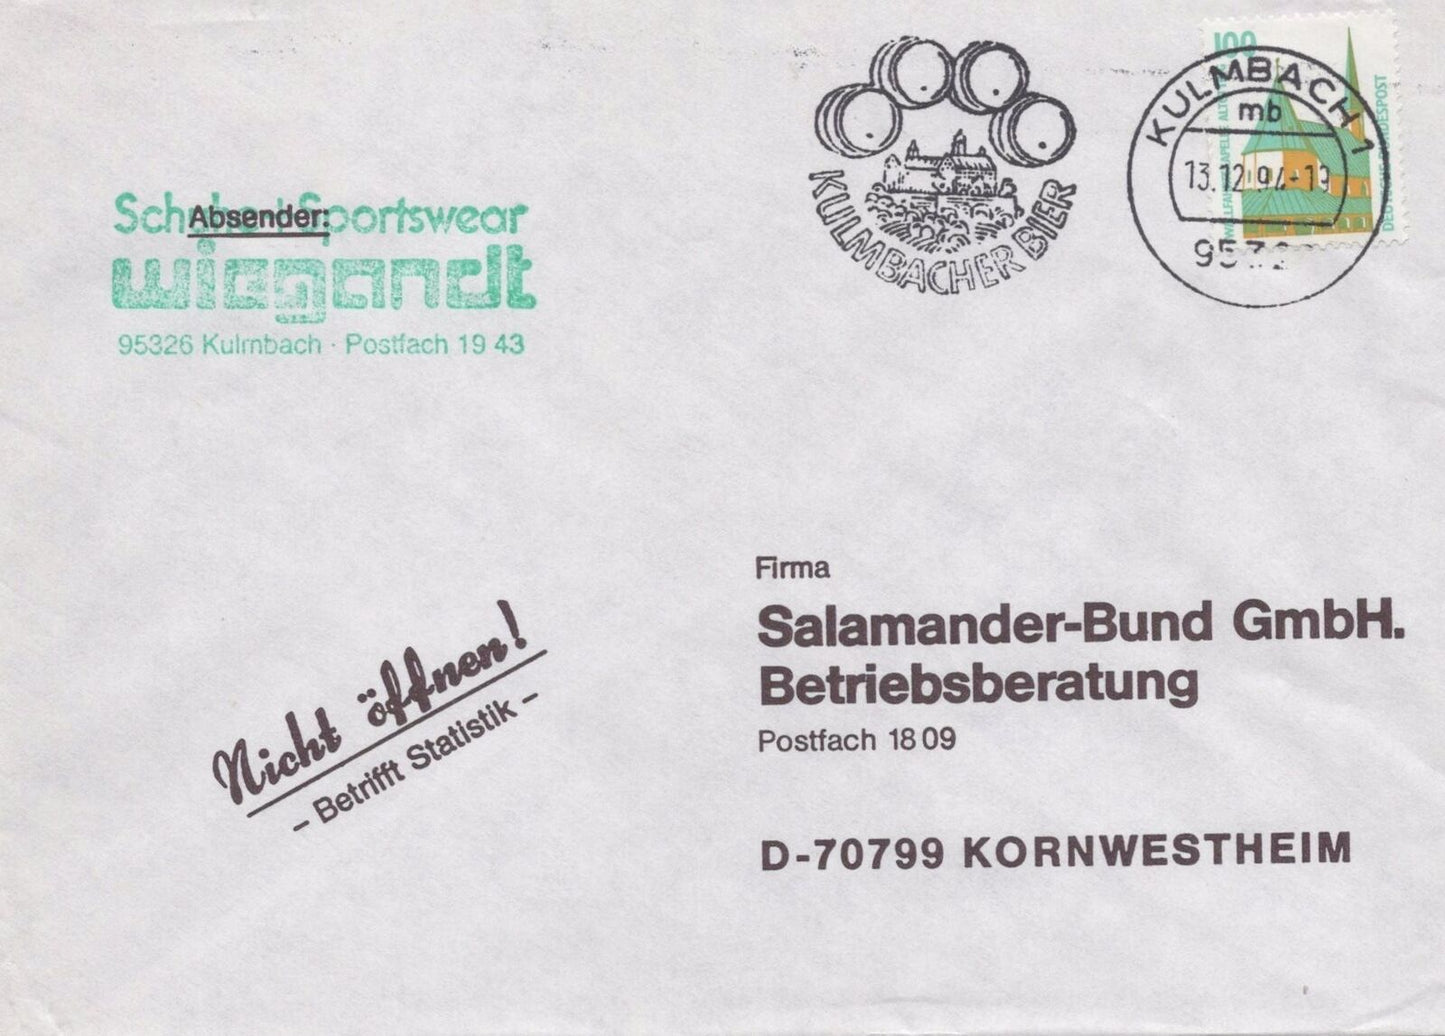 Absender:
Sportswear
wiegandt
95326 Kulmbach · Postfach 19 43
KULMBACHER BIER
100
KULMBACH 1
mb
13.12.94-19
DEUTSCHE BUNDESPOST
Nicht öffnen!
- Betrifft Statistik -
Firma
Salamander-Bund GmbH.
Betriebsberatung
Postfach 18 09
D-70799 KORNWESTHEIM